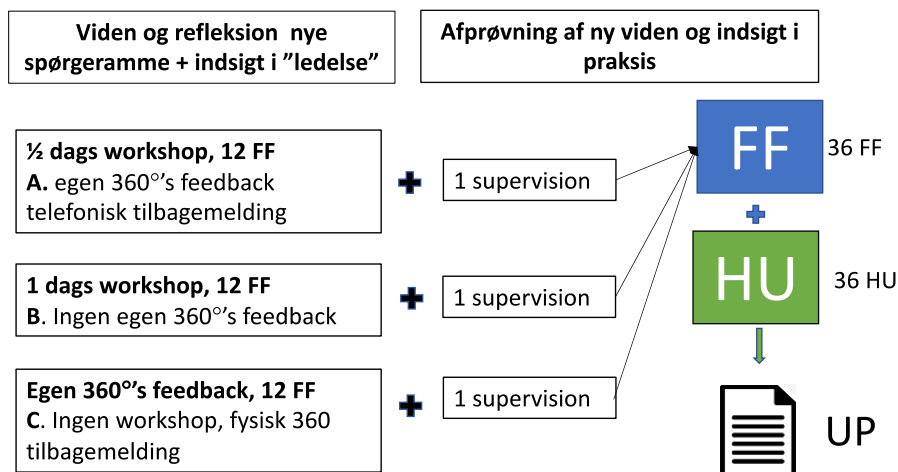 Viden og refleksion nye
spørgeramme + indsigt i ”ledelse”
Afprøvning af ny viden og indsigt i
praksis
½ dags workshop, 12 FF
A. egen 360°’s feedback
telefonisk tilbagemelding
1 supervision
FF
36 FF
1 dags workshop, 12 FF
B. Ingen egen 360°’s feedback
1 supervision
HU
36 HU
Egen 360°’s feedback, 12 FF
C. Ingen workshop, fysisk 360
tilbagemelding
1 supervision
UP